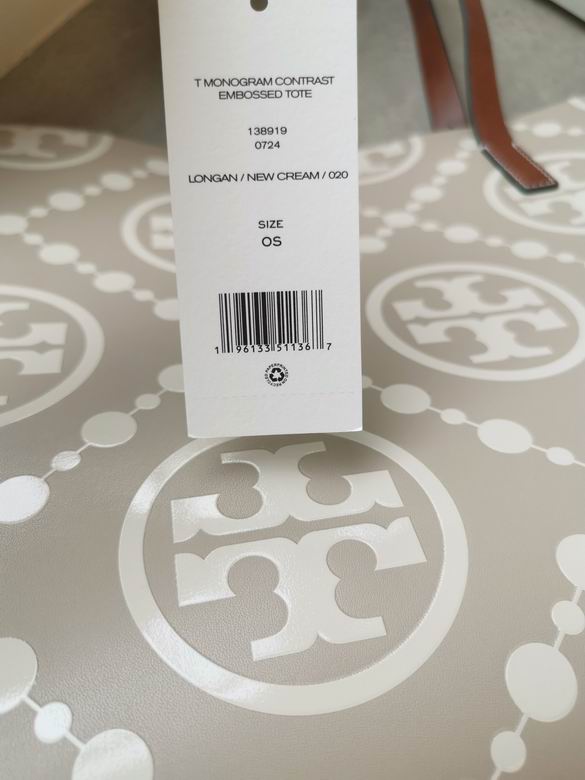 T MONOGRAM CONTRAST
EMBOSSED TOTE
138919
0724
LONGAN / NEW CREAM / 020
SIZE
OS
1 96133 51136 7